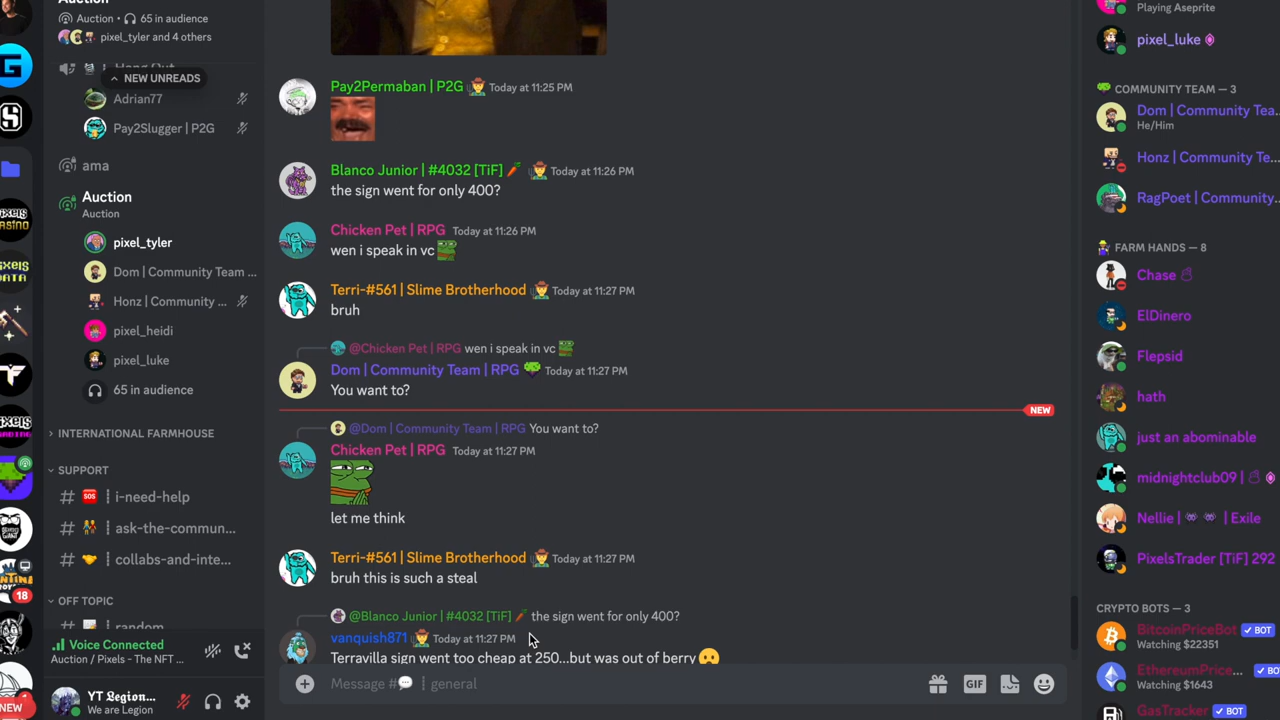 Auction
Auction • 65 in audience
pixel_tyler and 4 others
NEW UNREADS
Adrian77
Pay2Slugger | P2G
ama
Auction
Auction
pixel_tyler
Dom | Community Team ...
Honz | Community ...
pixel_heidi
pixel_luke
65 in audience
INTERNATIONAL FARMHOUSE
SUPPORT
i-need-help
ask-the-commun...
collabs-and-inte...
OFF TOPIC
random
Voice Connected
Auction / Pixels - The NFT ...
YT 𝕷𝖊𝖌𝖎𝖔𝖓...
We are Legion
NEW
18
Pay2Permaban | P2G Today at 11:25 PM
Blanco Junior | #4032 [TiF] Today at 11:26 PM
the sign went for only 400?
Chicken Pet | RPG Today at 11:26 PM
wen i speak in vc
Terri-#561 | Slime Brotherhood Today at 11:27 PM
bruh
@Chicken Pet | RPG wen i speak in vc
Dom | Community Team | RPG Today at 11:27 PM
You want to?
NEW
@Dom | Community Team | RPG You want to?
Chicken Pet | RPG Today at 11:27 PM
let me think
Terri-#561 | Slime Brotherhood Today at 11:27 PM
bruh this is such a steal
@Blanco Junior | #4032 [TiF] the sign went for only 400?
vanquish871 Today at 11:27 PM
Terravilla sign went too cheap at 250...but was out of berry
Message # general
GIF
Playing Aseprite
pixel_luke
COMMUNITY TEAM — 3
Dom | Community Tea...
He/Him
Honz | Community Te...
RagPoet | Community...
FARM HANDS — 8
Chase
ElDinero
Flepsid
hath
just an abominable
midnightclub09 |
Nellie | | Exile
PixelsTrader [TiF] 292
CRYPTO BOTS — 3
BitcoinPriceBot BOT
Watching $22351
EthereumPrice... BOT
Watching $1643
GasTracker BOT